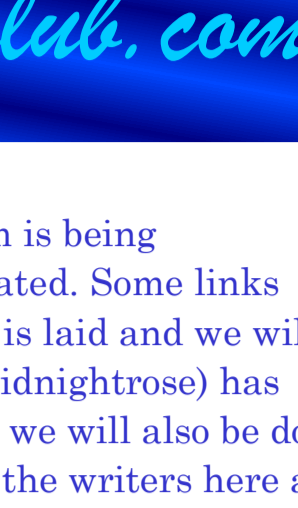 lub.com
n is being
ated. Some links
is laid and we wil
idnightrose) has
we will also be do
the writers here a